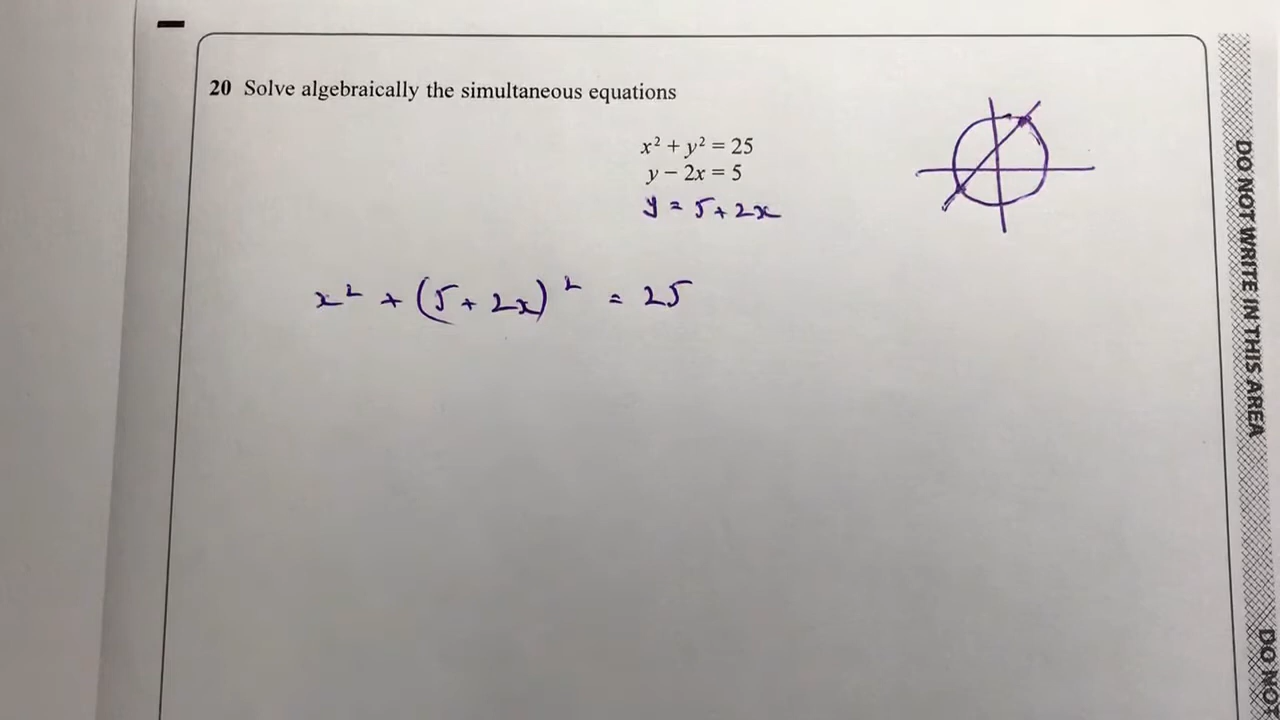 20 Solve algebraically the simultaneous equations
x² + y² = 25
y − 2x = 5
y = 5 + 2x
x² + (5 + 2x)² = 25
DO NOT WRITE IN THIS AREA
DO NOT